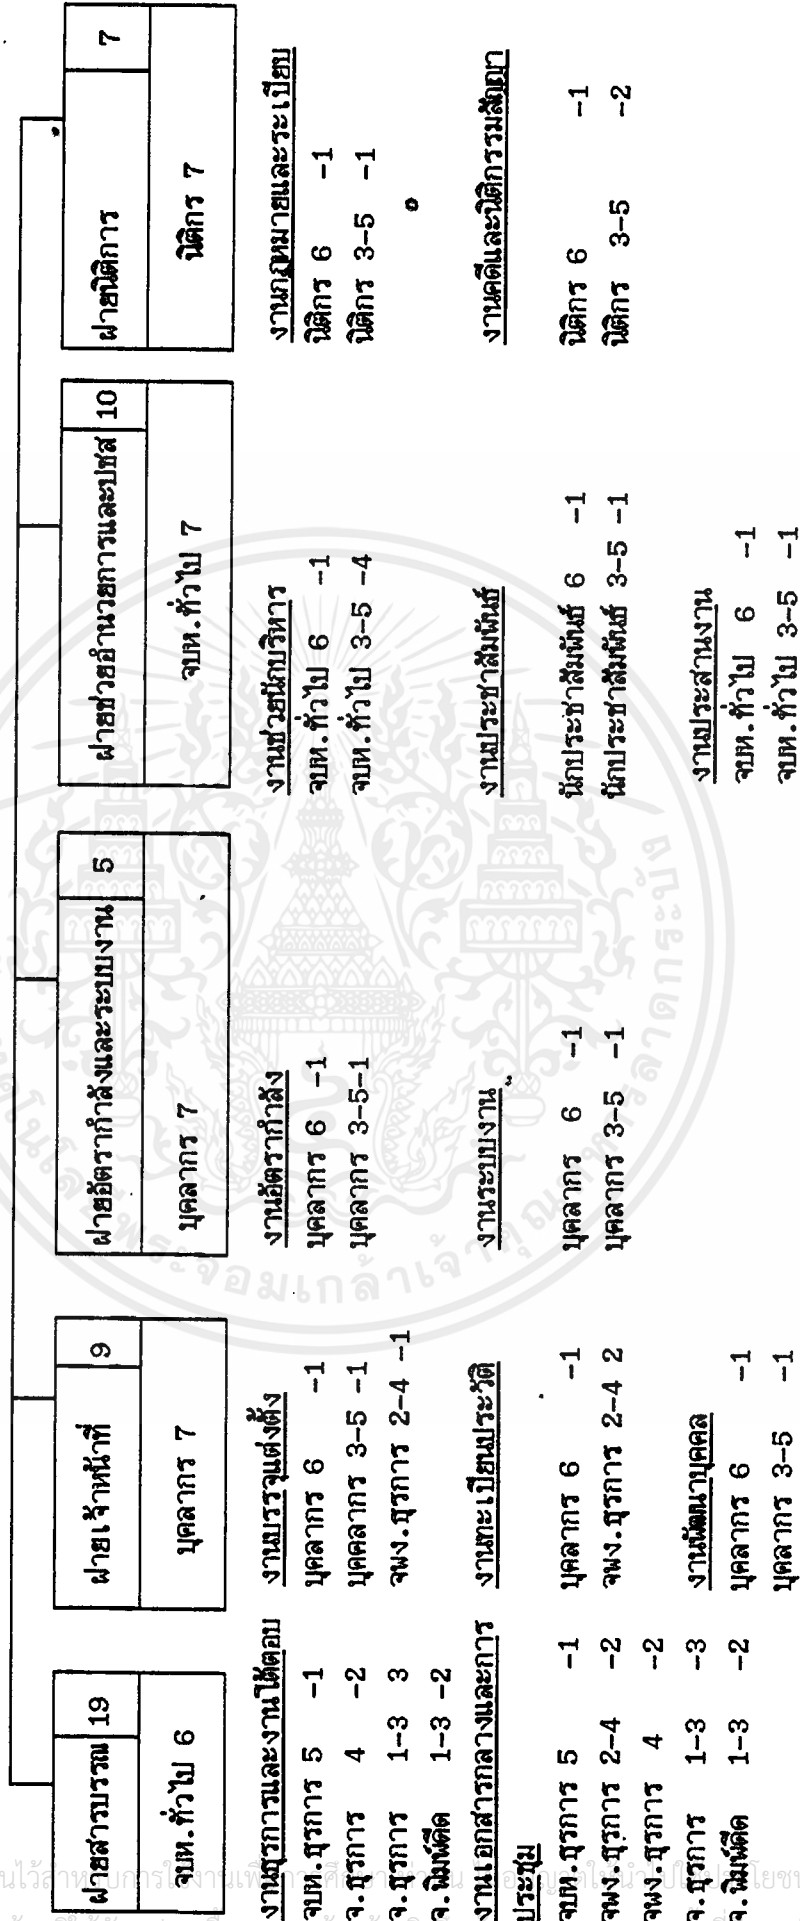 ฝ่ายสารบรรณ 19
จบห.ทั่วไป 6
งานธุรการและงานโต้ตอบ
จบห.ธุรการ 5 -1
จ.ธุรการ 4 -2
จ.ธุรการ 1-3 3
จ.พิมพ์ดีด 1-3 -2
งานเอกสารกลางและการ
ประชุม
จบห.ธุรการ 5 -1
จพง.ธุรการ 2-4 -2
จพง.ธุรการ 4 -2
จ.ธุรการ 1-3 -3
จ.พิมพ์ดีด 1-3 -2
ฝ่ายเจ้าหน้าที่ 9
บุคลากร 7
งานบรรจุแต่งตั้ง
บุคลากร 6 -1
บุคคลากร 3-5 -1
จพง.ธุรการ 2-4 -1
งานทะเบียนประวัติ
บุคลากร 6 -1
จพง.ธุรการ 2-4 2
งานพัฒนาบุคคล
บุคลากร 6 -1
บุคลากร 3-5 -1
ฝ่ายอัตรากำลังและระบบงาน 5
บุคลากร 7
งานอัตรากำลัง
บุคลากร 6 -1
บุคลากร 3-5-1
งานระบบงาน
บุคลากร 6 -1
บุคลากร 3-5 -1
ฝ่ายช่วยอำนวยการและปชส 10
จบห.ทั่วไป 7
งานช่วยนักบริหาร
จบห.ทั่วไป 6 -1
จบห.ทั่วไป 3-5 -4
งานประชาสัมพันธ์
นักประชาสัมพันธ์ 6 -1
นักประชาสัมพันธ์ 3-5 -1
งานประสานงาน
จบห.ทั่วไป 6 -1
จบห.ทั่วไป 3-5 -1
ฝ่ายนิติการ 7
นิติกร 7
งานกฎหมายและระเบียบ
นิติกร 6 -1
นิติกร 3-5 -1
งานคดีและนิติกรรมสัญญา
นิติกร 6 -1
นิติกร 3-5 -2